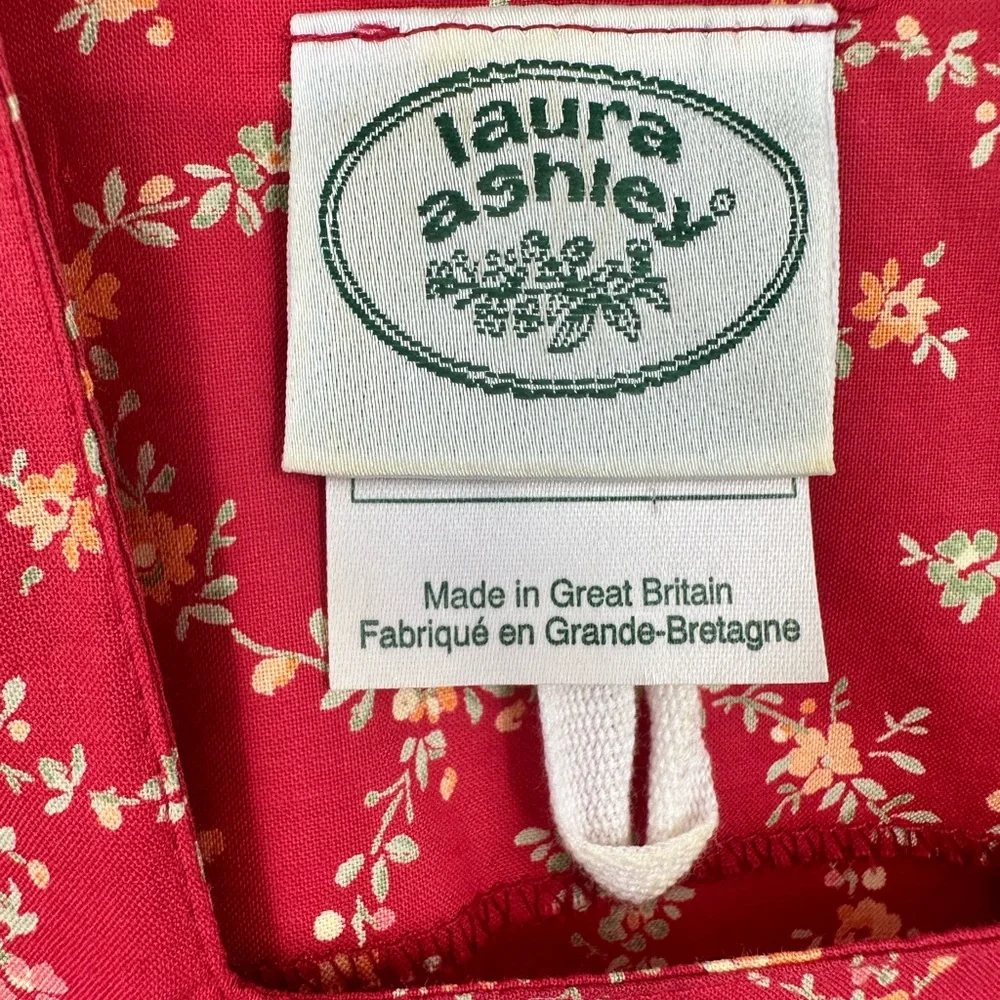 laura
ashley®
Made in Great Britain
Fabriqué en Grande-Bretagne